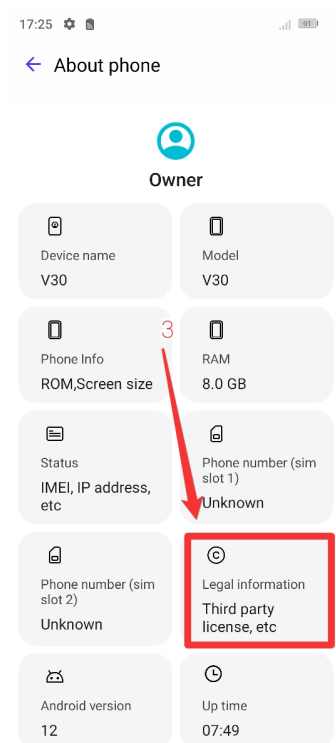 17:25
91
About phone
Owner
Device name
V30
Model
V30
3
Phone Info
ROM,Screen size
RAM
8.0 GB
Status
IMEI, IP address,
etc
Phone number (sim
slot 1)
Unknown
Phone number (sim
slot 2)
Unknown
Legal information
Third party
license, etc
Android version
12
Up time
07:49